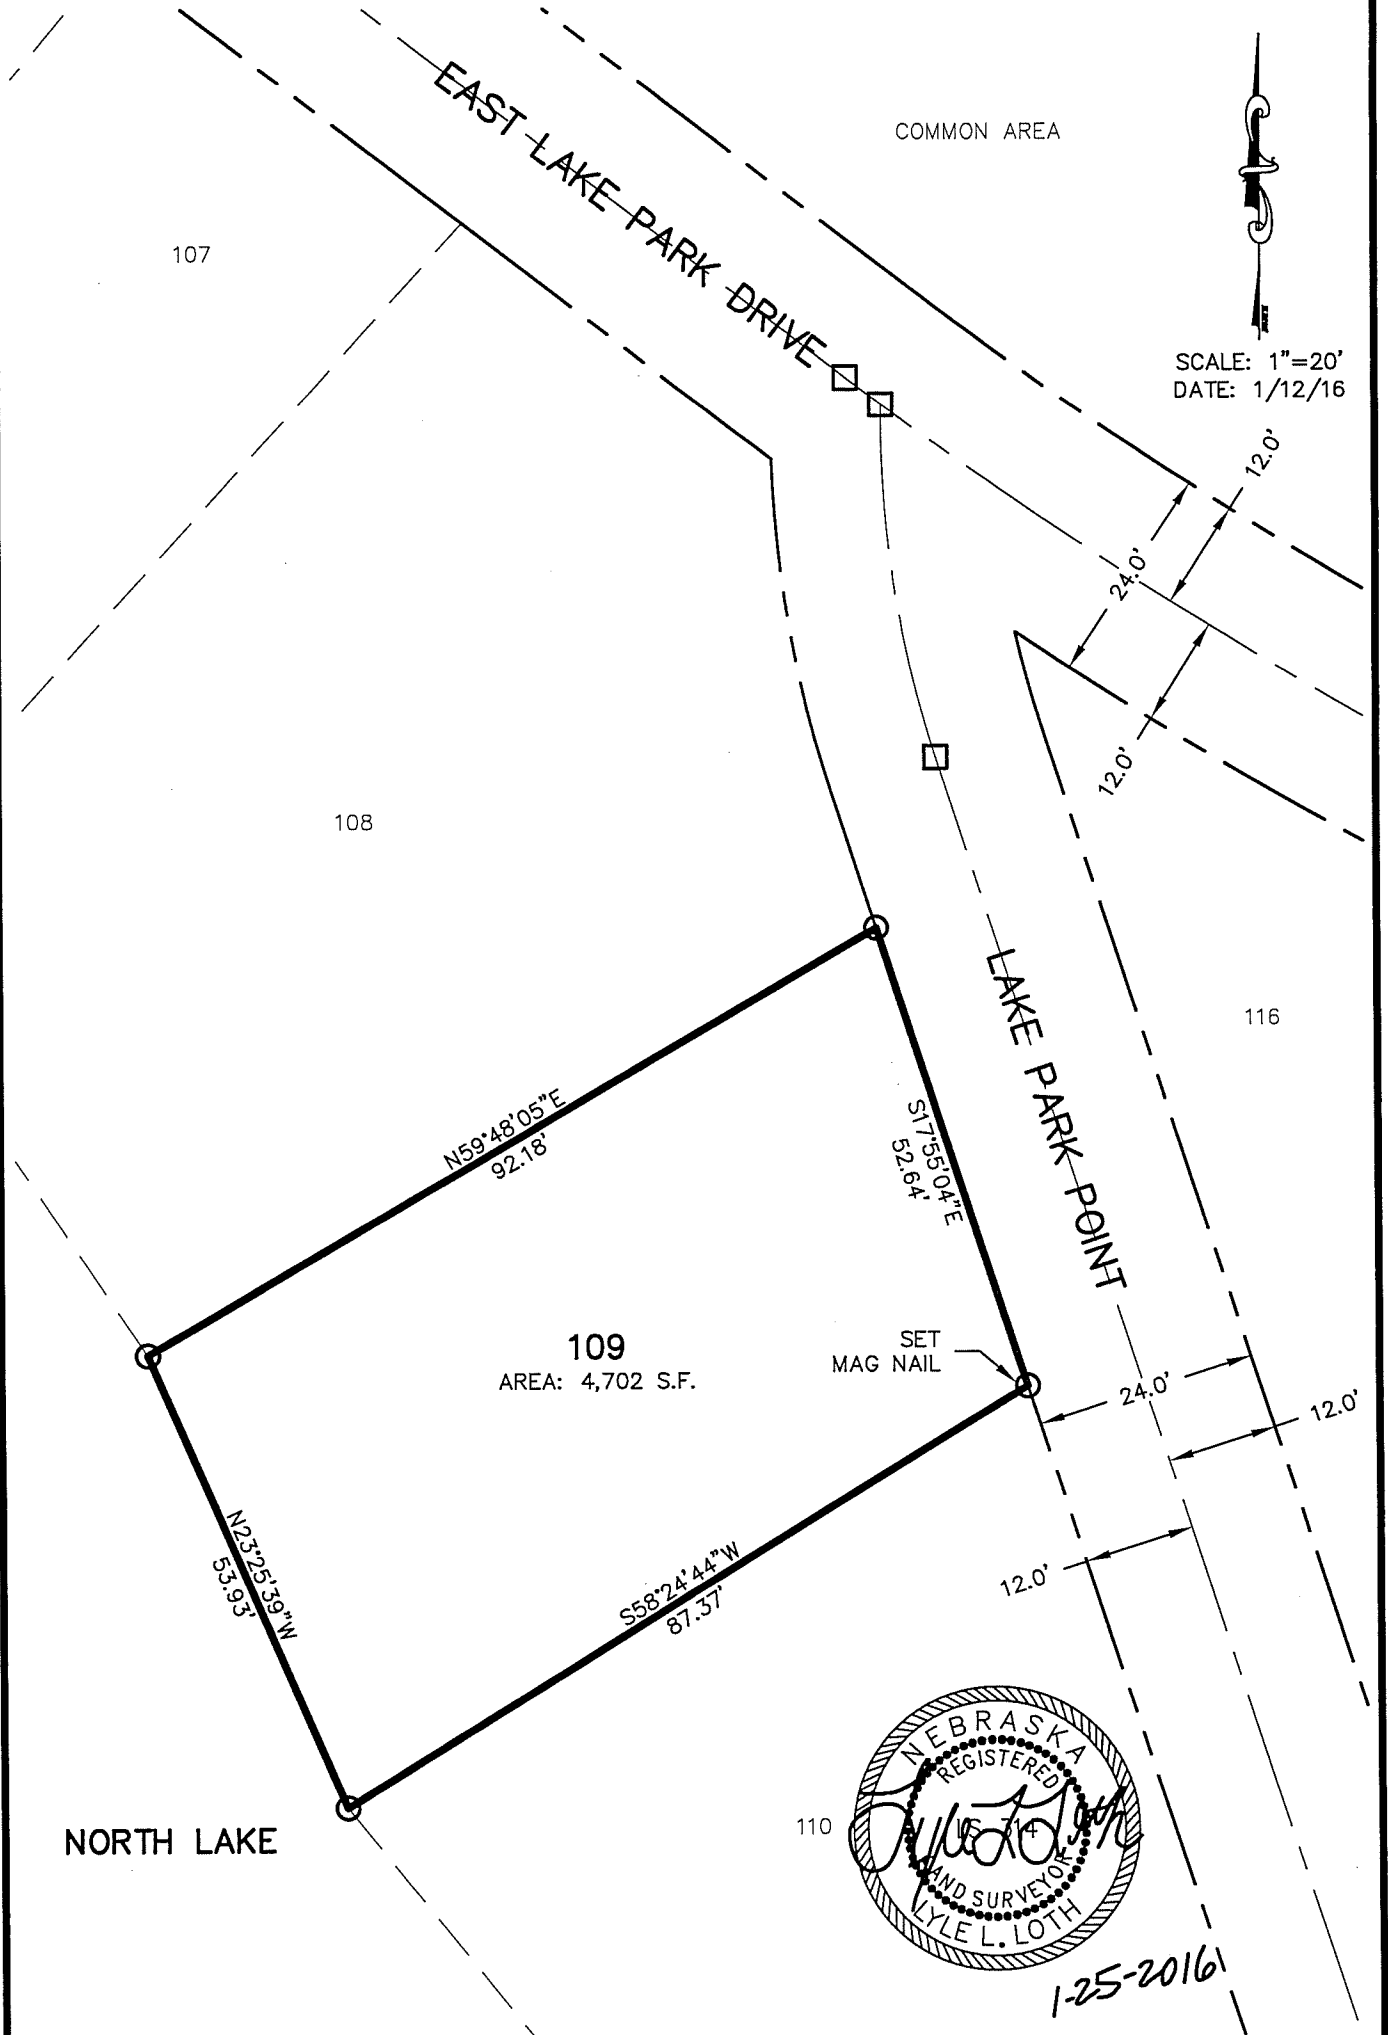 EAST LAKE PARK DRIVE
COMMON AREA
107
SCALE: 1"=20'
DATE: 1/12/16
12.0'
24.0'
12.0'
108
LAKE PARK POINT
116
N59°48'05"E
92.18'
S17°55'04"E
52.64'
109
AREA: 4,702 S.F.
SET
MAG NAIL
24.0'
12.0'
12.0'
N23°25'39"W
53.93'
S58°24'44"W
87.37'
NORTH LAKE
110
NEBRASKA
REGISTERED
LS 314
LAND SURVEYOR
LYLE L. LOTH
1-25-2016